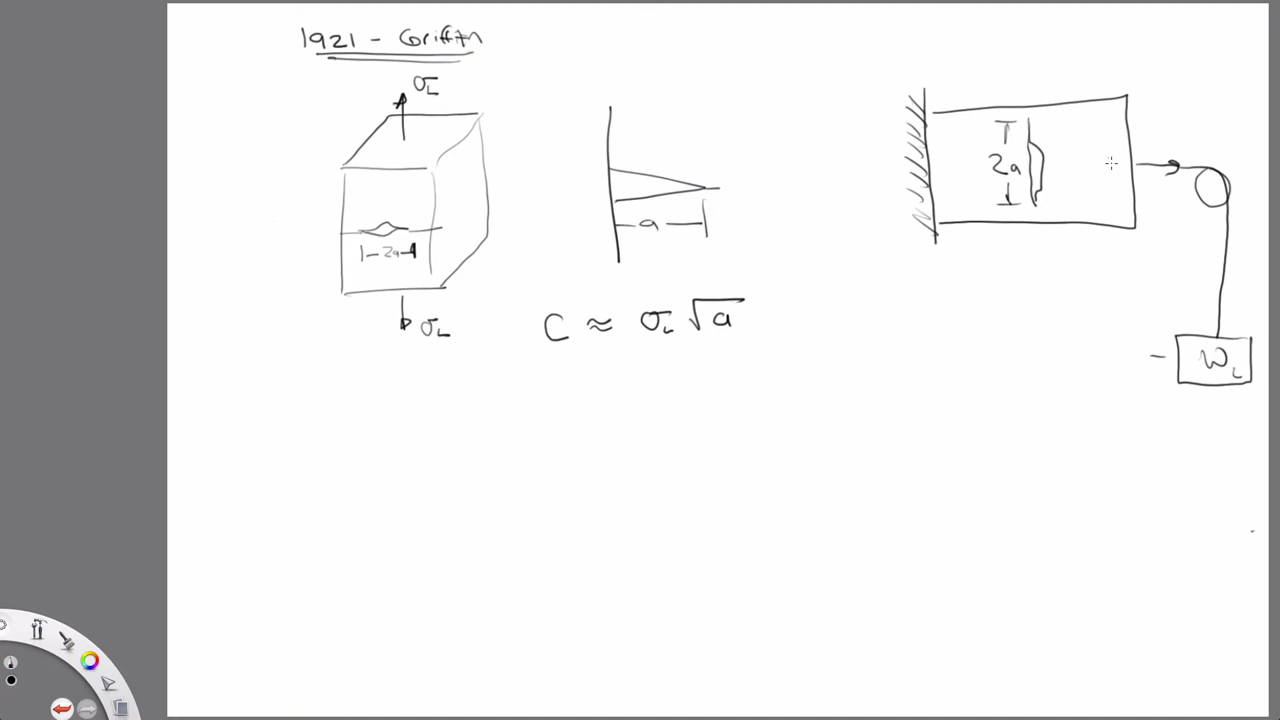 1921 - Griffith
σL
2a
σL
a
C ≈ σL √a
2a
WL